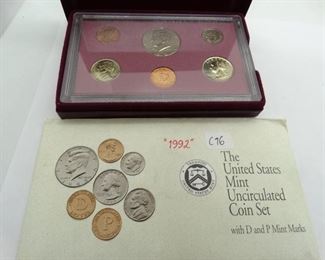 "1992"
C76
The
United States
Mint
Uncirculated
Coin Set
with D and P Mint Marks
D
P